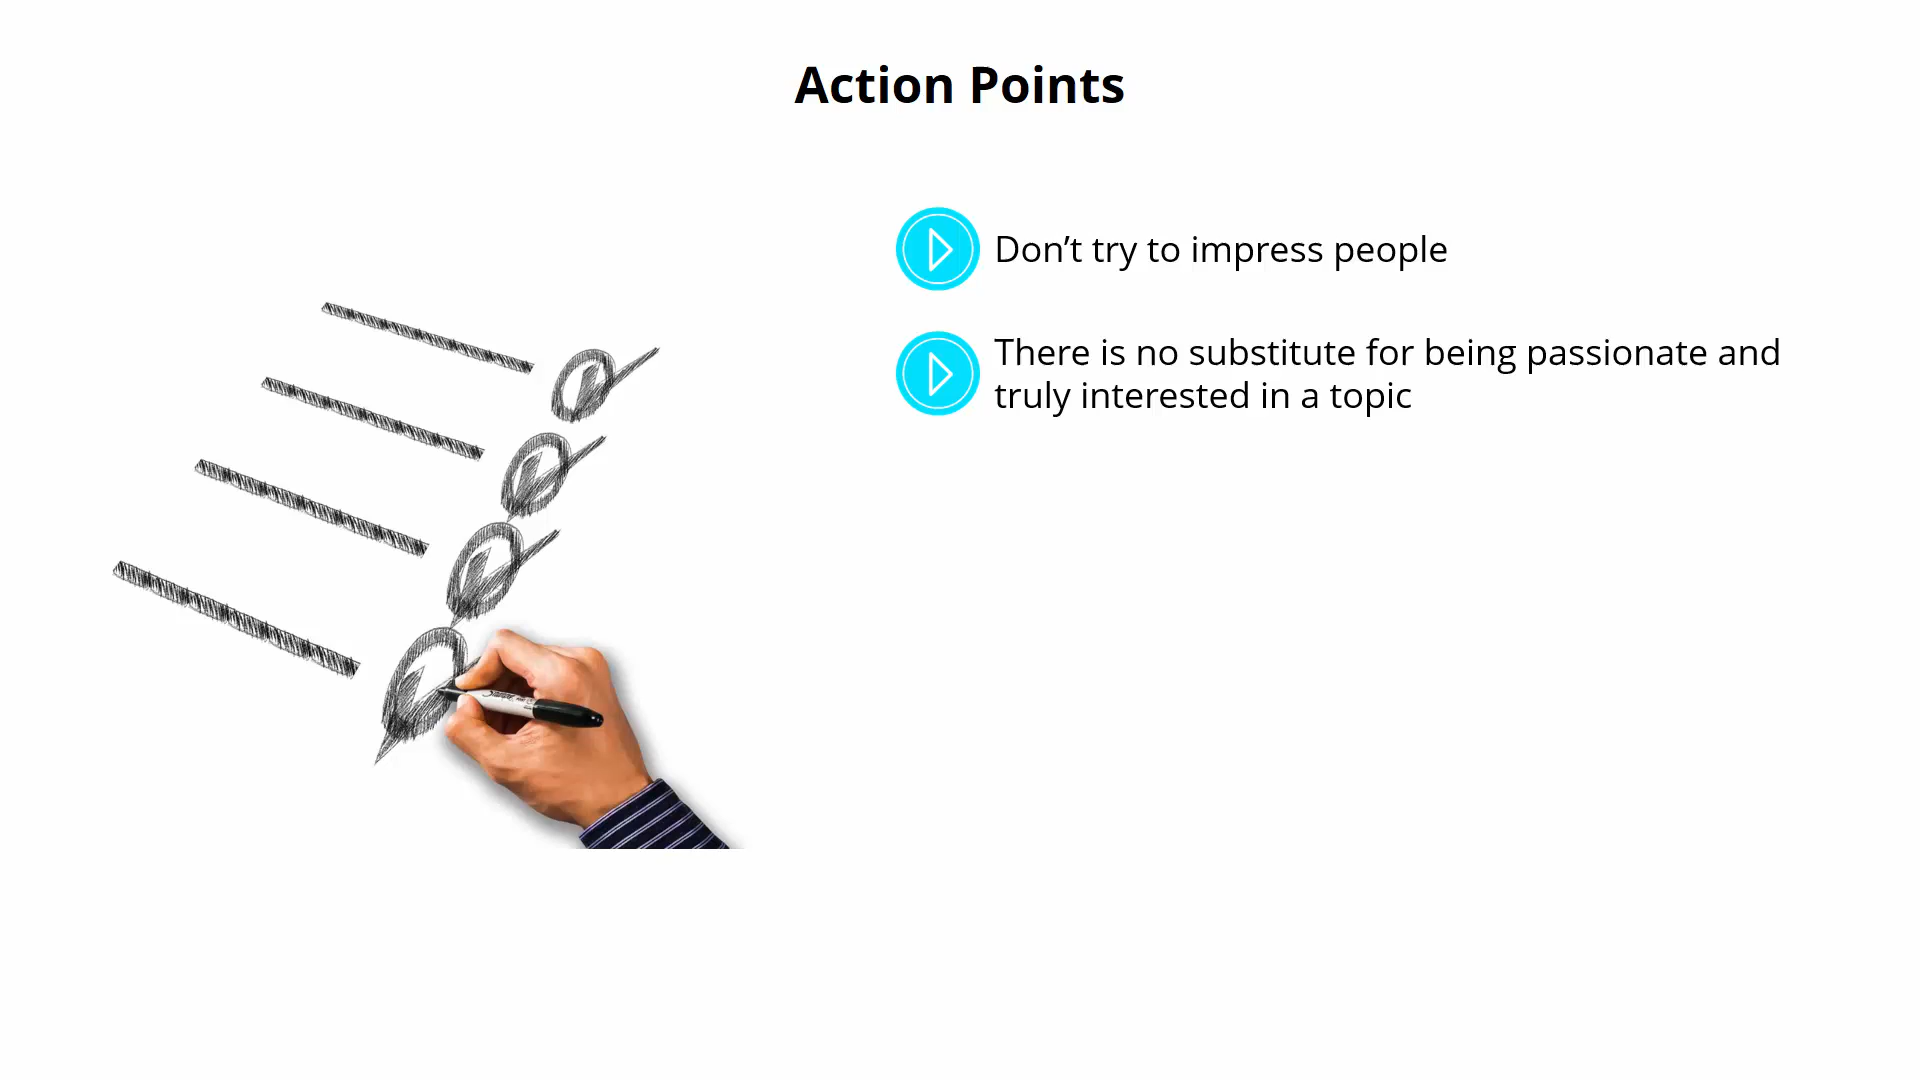 Action Points
Don’t try to impress people
There is no substitute for being passionate and
truly interested in a topic